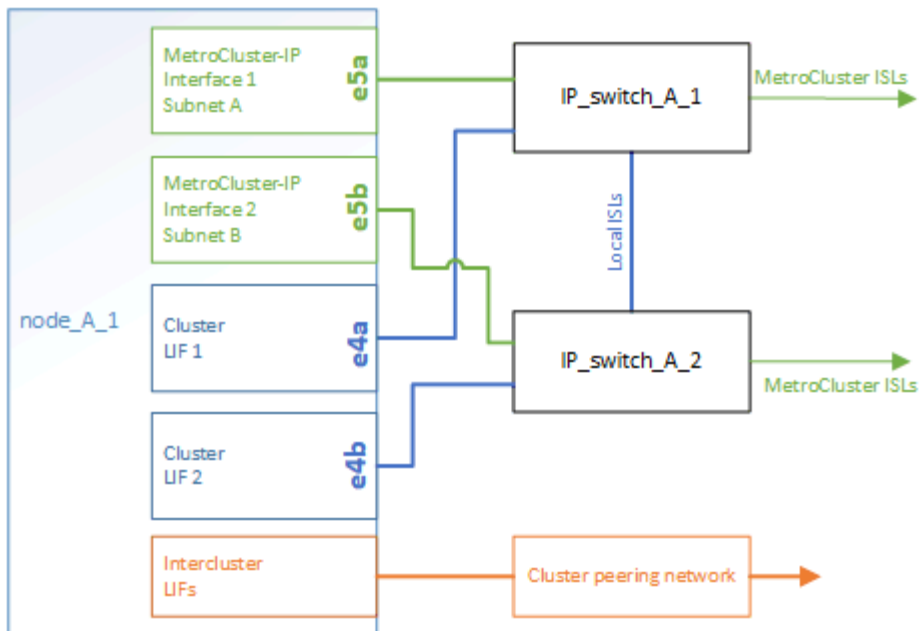 node_A_1
MetroCluster-IP
Interface 1
Subnet A
e5a
MetroCluster-IP
Interface 2
Subnet B
e5b
Cluster
LIF 1
e4a
Cluster
LIF 2
e4b
Intercluster
LIFs
IP_switch_A_1
MetroCluster ISLs
Local ISLs
IP_switch_A_2
MetroCluster ISLs
Cluster peering network